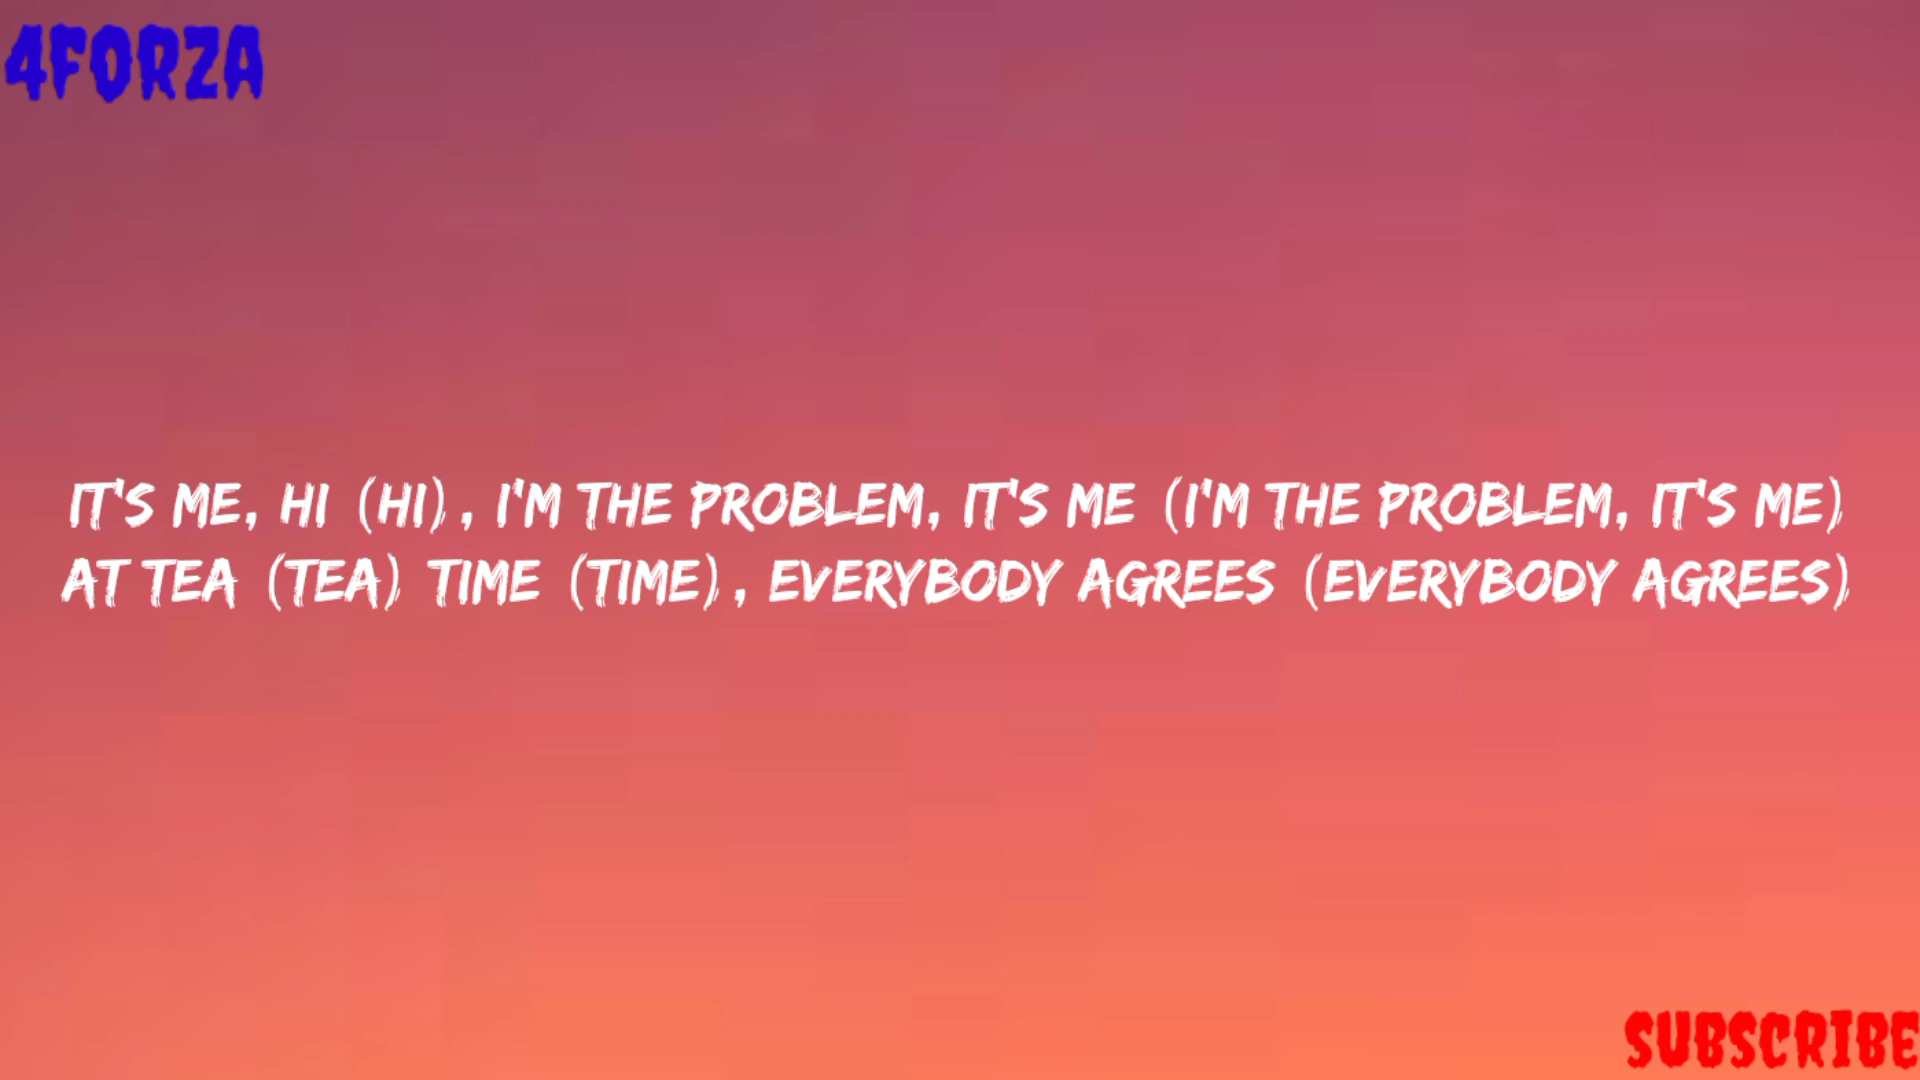 4FORZA
IT'S ME, HI (HI), I'M THE PROBLEM, IT'S ME (I'M THE PROBLEM, IT'S ME)
AT TEA (TEA) TIME (TIME), EVERYBODY AGREES (EVERYBODY AGREES)
SUBSCRIBE